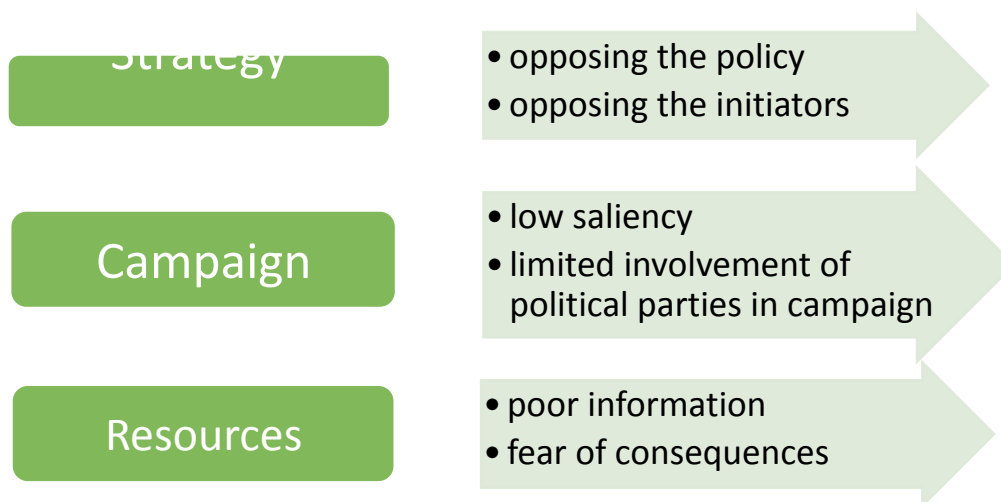 Strategy
• opposing the policy
• opposing the initiators
Campaign
• low saliency
• limited involvement of
political parties in campaign
Resources
• poor information
• fear of consequences